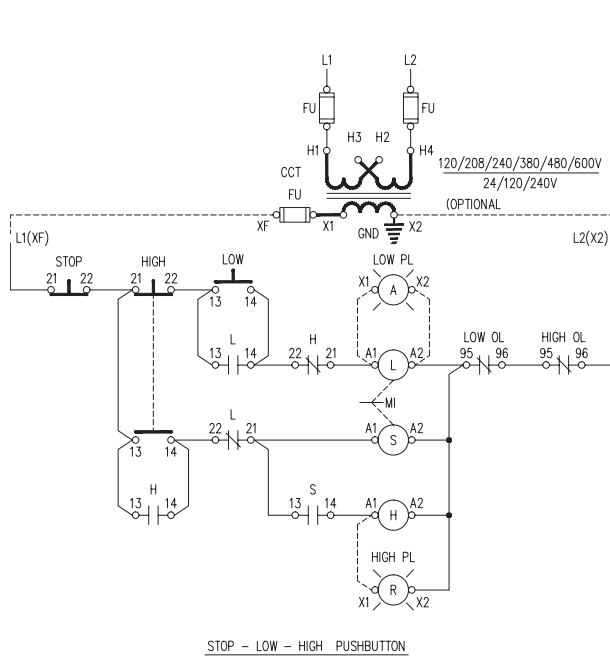 L1 L2
FU FU
H3 H2
H1 H4
CCT
FU
120/208/240/380/480/600V
24/120/240V
(OPTIONAL
XF X1 GND X2
L1(XF) L2(X2)
STOP HIGH LOW LOW PL
21 22 21 22 X1 A X2
13 14
L H LOW OL HIGH OL
13 14 22 21 A1 L A2 95 96 95 96
MI
L
22 21 A1 S A2
13 14
H S
13 14 13 14 A1 H A2
HIGH PL
R
X1 X2
STOP - LOW - HIGH PUSHBUTTON